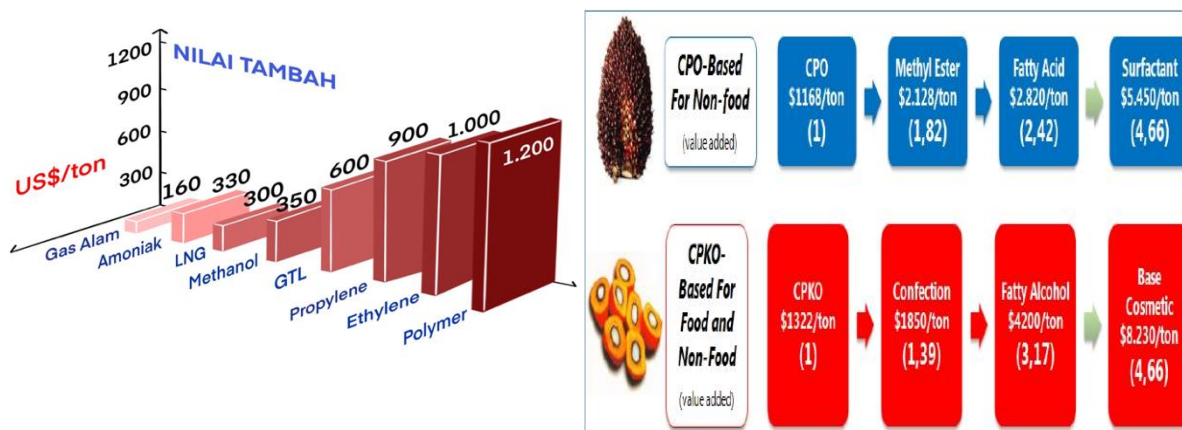 NILAI TAMBAH
US$/ton
1200
900
600
300
160
330
300
350
600
900
1.000
1.200
Gas Alam
Amoniak
LNG
Methanol
GTL
Propylene
Ethylene
Polymer
CPO-Based
For Non-food
(value added)
CPO
$1168/ton
(1)
Methyl Ester
$2.128/ton
(1,82)
Fatty Acid
$2.820/ton
(2,42)
Surfactant
$5.450/ton
(4,66)
CPKO-
Based For
Food and
Non-Food
(value added)
CPKO
$1322/ton
(1)
Confection
$1850/ton
(1,39)
Fatty Alcohol
$4200/ton
(3,17)
Base
Cosmetic
$8.230/ton
(4,66)